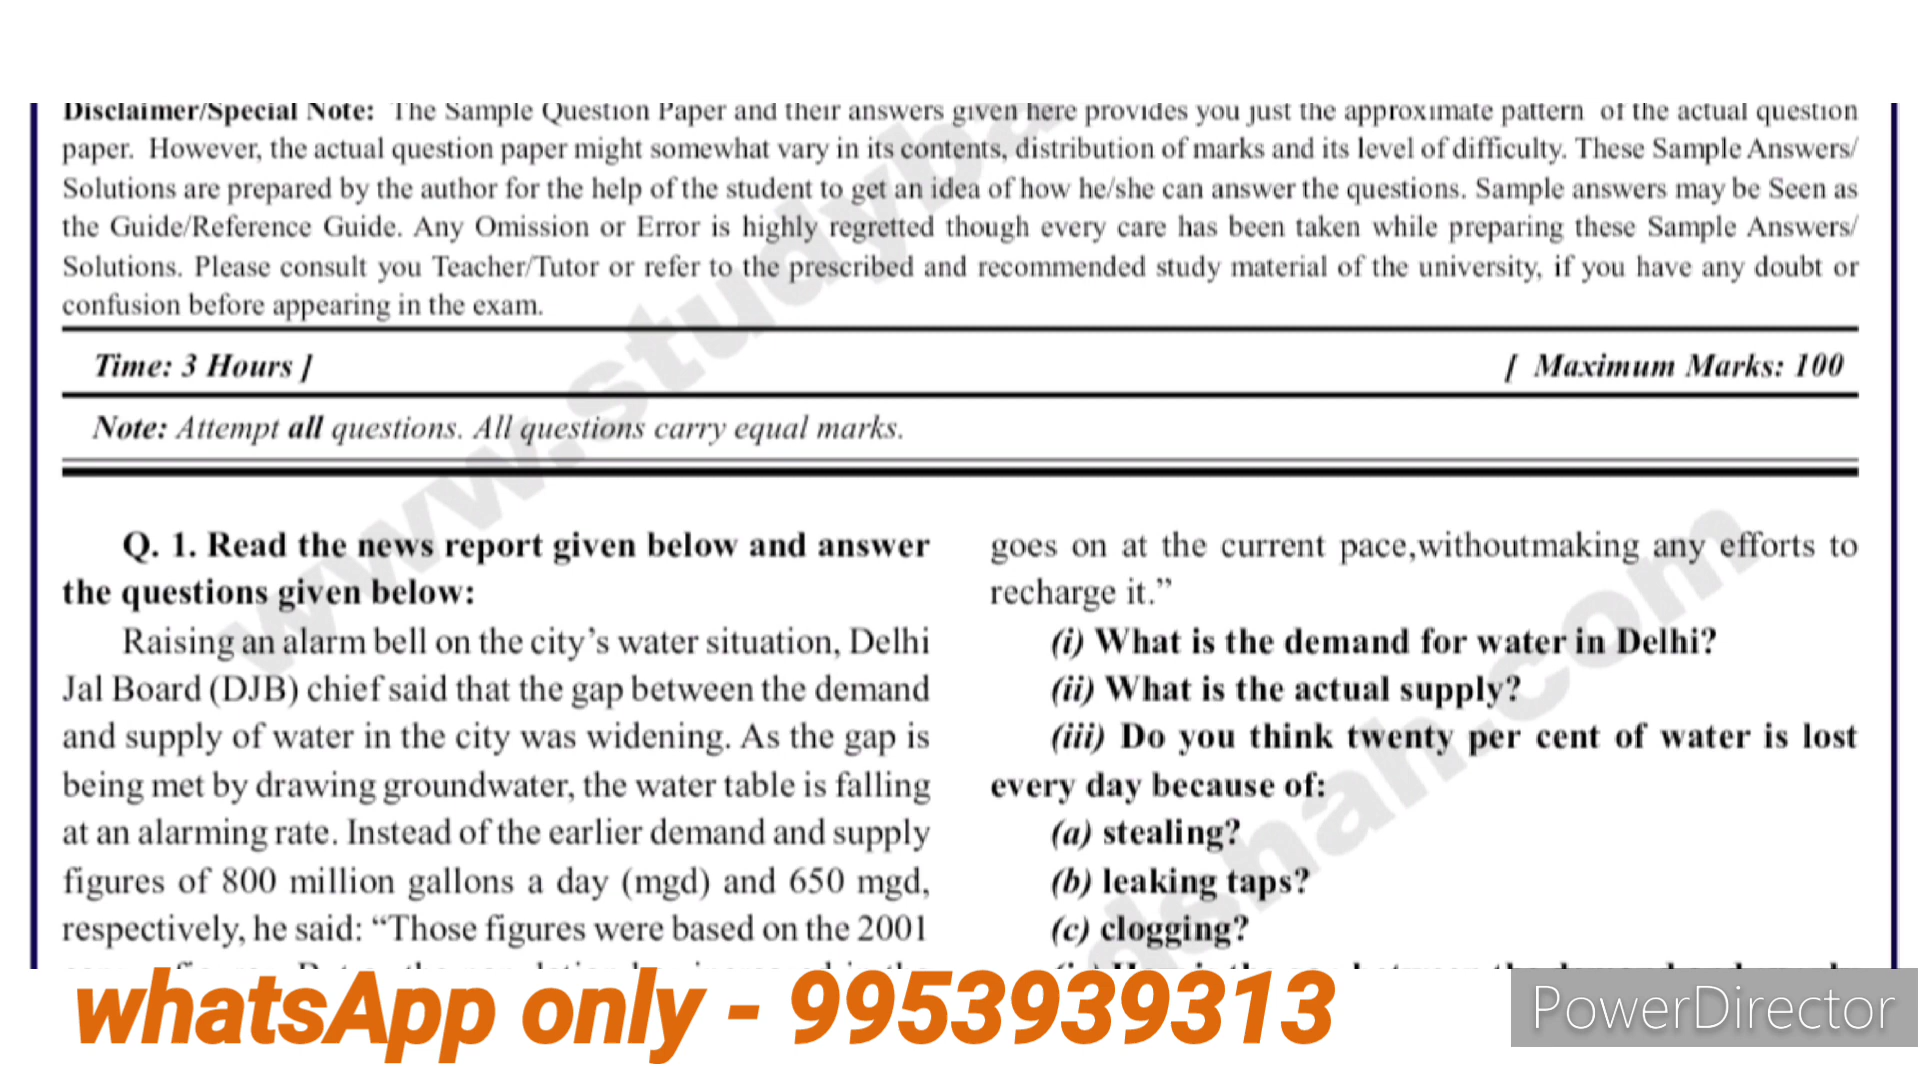 Disclaimer/Special Note: The Sample Question Paper and their answers given here provides you just the approximate pattern of the actual question
paper. However, the actual question paper might somewhat vary in its contents, distribution of marks and its level of difficulty. These Sample Answers/
Solutions are prepared by the author for the help of the student to get an idea of how he/she can answer the questions. Sample answers may be Seen as
the Guide/Reference Guide. Any Omission or Error is highly regretted though every care has been taken while preparing these Sample Answers/
Solutions. Please consult you Teacher/Tutor or refer to the prescribed and recommended study material of the university, if you have any doubt or
confusion before appearing in the exam.
Time: 3 Hours ]
[ Maximum Marks: 100
Note: Attempt all questions. All questions carry equal marks.
Q. 1. Read the news report given below and answer
the questions given below:
Raising an alarm bell on the city’s water situation, Delhi
Jal Board (DJB) chief said that the gap between the demand
and supply of water in the city was widening. As the gap is
being met by drawing groundwater, the water table is falling
at an alarming rate. Instead of the earlier demand and supply
figures of 800 million gallons a day (mgd) and 650 mgd,
respectively, he said: “Those figures were based on the 2001
goes on at the current pace,withoutmaking any efforts to
recharge it.”
(i) What is the demand for water in Delhi?
(ii) What is the actual supply?
(iii) Do you think twenty per cent of water is lost
every day because of:
(a) stealing?
(b) leaking taps?
(c) clogging?
whatsApp only - 9953939313
PowerDirector